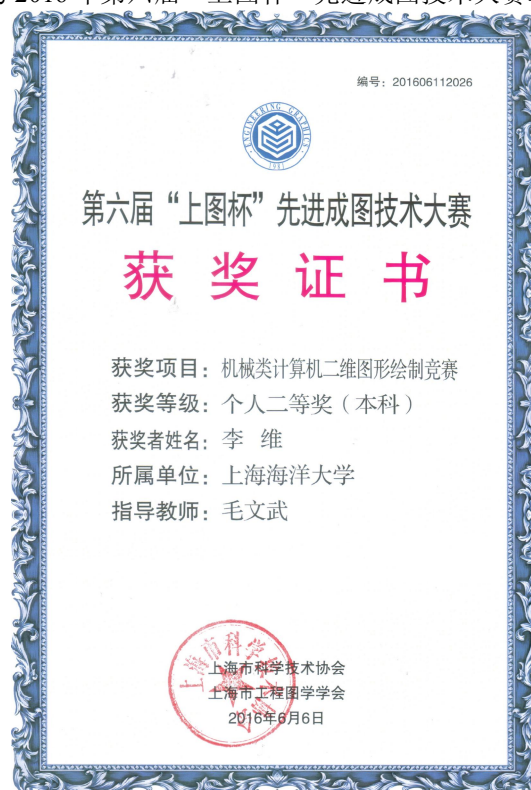 编号：201606112026
ENGINEERING GRAPHICS
1981
第六届“上图杯”先进成图技术大赛
获奖证书
获奖项目：机械类计算机二维图形绘制竞赛
获奖等级：个人二等奖（本科）
获奖者姓名：李 维
所属单位：上海海洋大学
指导教师：毛文武
上海市科学技术协会
上海市工程图学学会
2016年6月6日